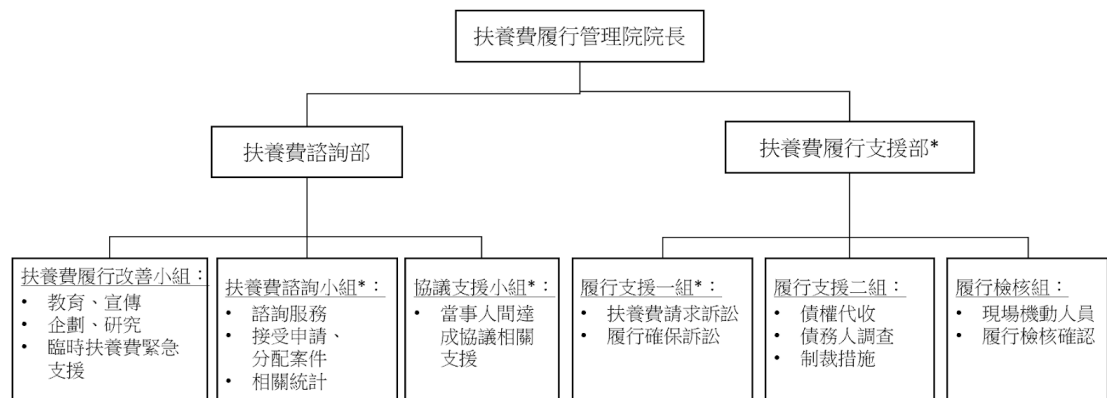 扶養費履行管理院院長
扶養費諮詢部
扶養費履行支援部*
扶養費履行改善小組：
• 教育、宣傳
• 企劃、研究
• 臨時扶養費緊急
支援
扶養費諮詢小組*：
• 諮詢服務
• 接受申請、
分配案件
• 相關統計
協議支援小組*：
• 當事人間達
成協議相關
支援
履行支援一組*：
• 扶養費請求訴訟
• 履行確保訴訟
履行支援二組：
• 債權代收
• 債務人調查
• 制裁措施
履行檢核組：
• 現場機動人員
• 履行檢核確認